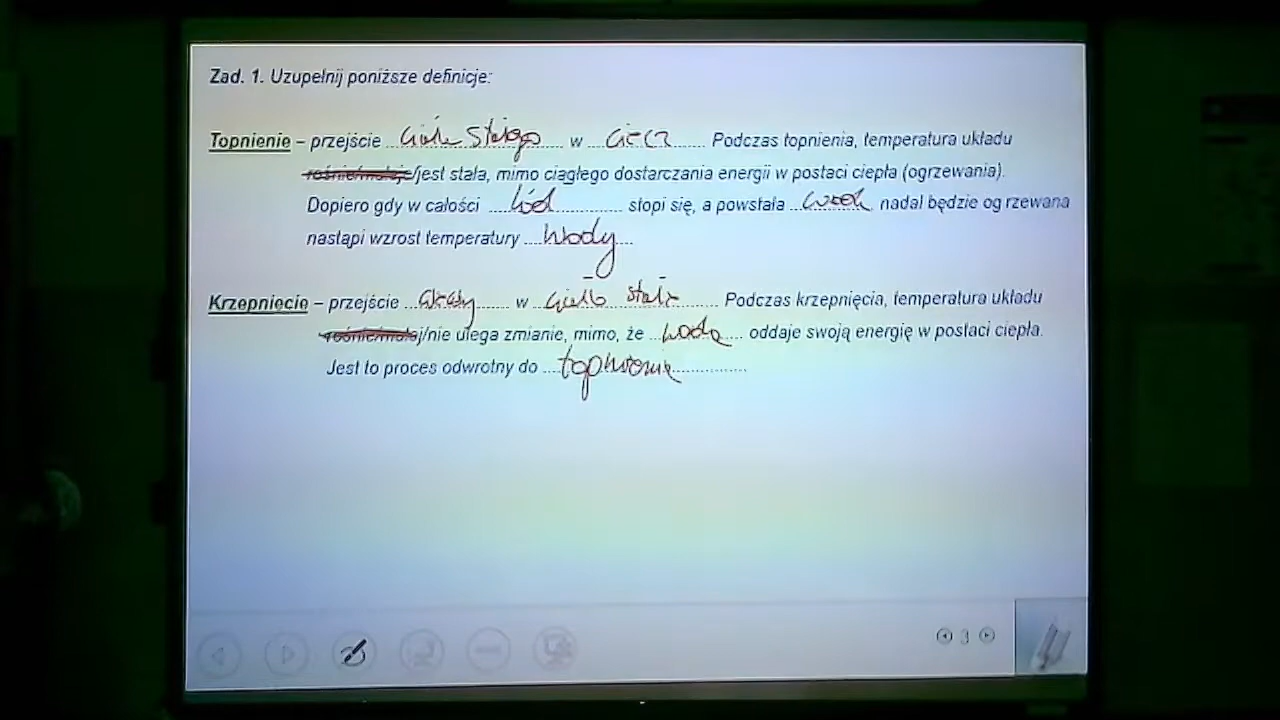 Zad. 1. Uzupełnij poniższe definicje:
Topnienie – przejście ciała stałego w ciecz Podczas topnienia, temperatura układu
rośnie/maleje/jest stała, mimo ciągłego dostarczania energii w postaci ciepła (ogrzewania).
Dopiero gdy w całości lód stopi się, a powstała woda nadal będzie og rzewana
nastąpi wzrost temperatury wody
Krzepnięcie – przejście cieczy w ciało stałe Podczas krzepnięcia, temperatura układu
rośnie/maleje/nie ulega zmianie, mimo, że woda oddaje swoją energię w postaci ciepła.
Jest to proces odwrotny do topnienia
3